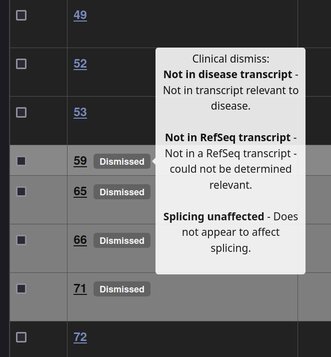 49
52
53
59 Dismissed
65 Dismissed
66 Dismissed
71 Dismissed
72
Clinical dismiss:
Not in disease transcript -
Not in transcript relevant to
disease.
Not in RefSeq transcript -
Not in a RefSeq transcript -
could not be determined
relevant.
Splicing unaffected - Does
not appear to affect
splicing.